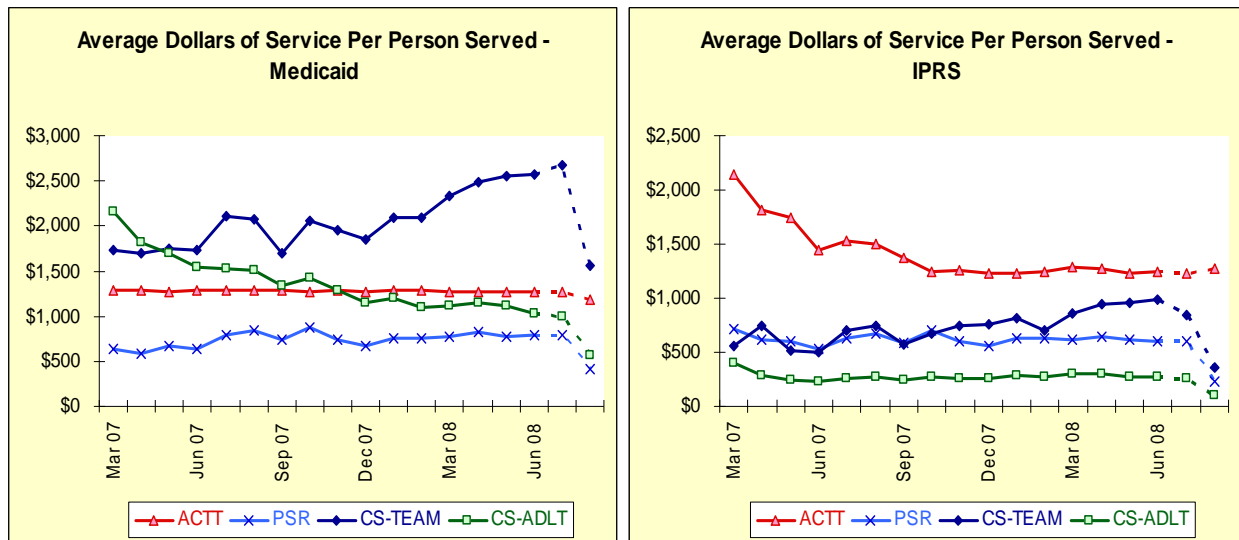 Average Dollars of Service Per Person Served -
Medicaid
$3,000
$2,500
$2,000
$1,500
$1,000
$500
$0
Mar 07
Jun 07
Sep 07
Dec 07
Mar 08
Jun 08
ACTT PSR CS-TEAM CS-ADLT
Average Dollars of Service Per Person Served -
IPRS
$2,500
$2,000
$1,500
$1,000
$500
$0
Mar 07
Jun 07
Sep 07
Dec 07
Mar 08
Jun 08
ACTT PSR CS-TEAM CS-ADLT